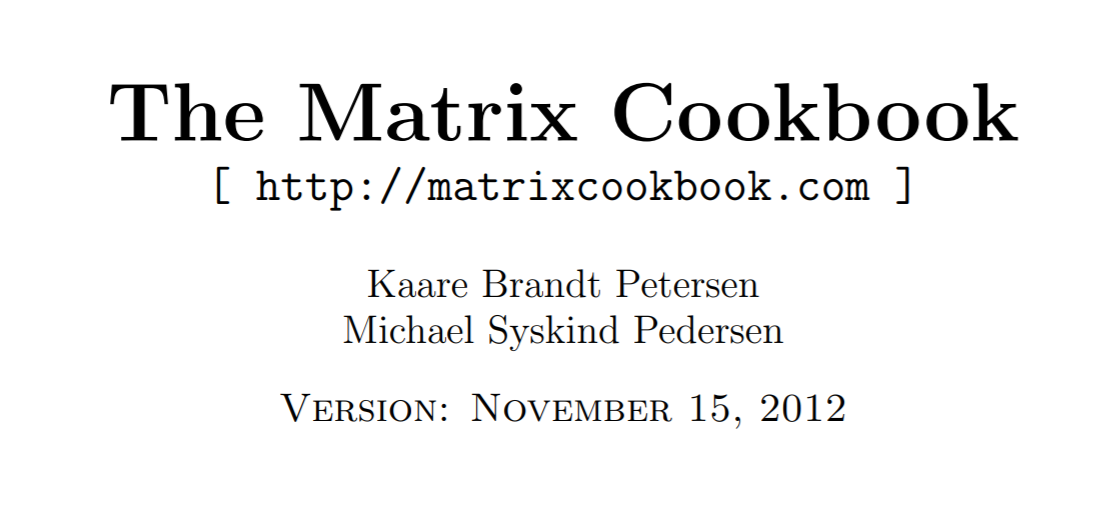 The Matrix Cookbook
[ http://matrixcookbook.com ]
Kaare Brandt Petersen
Michael Syskind Pedersen
Version: November 15, 2012